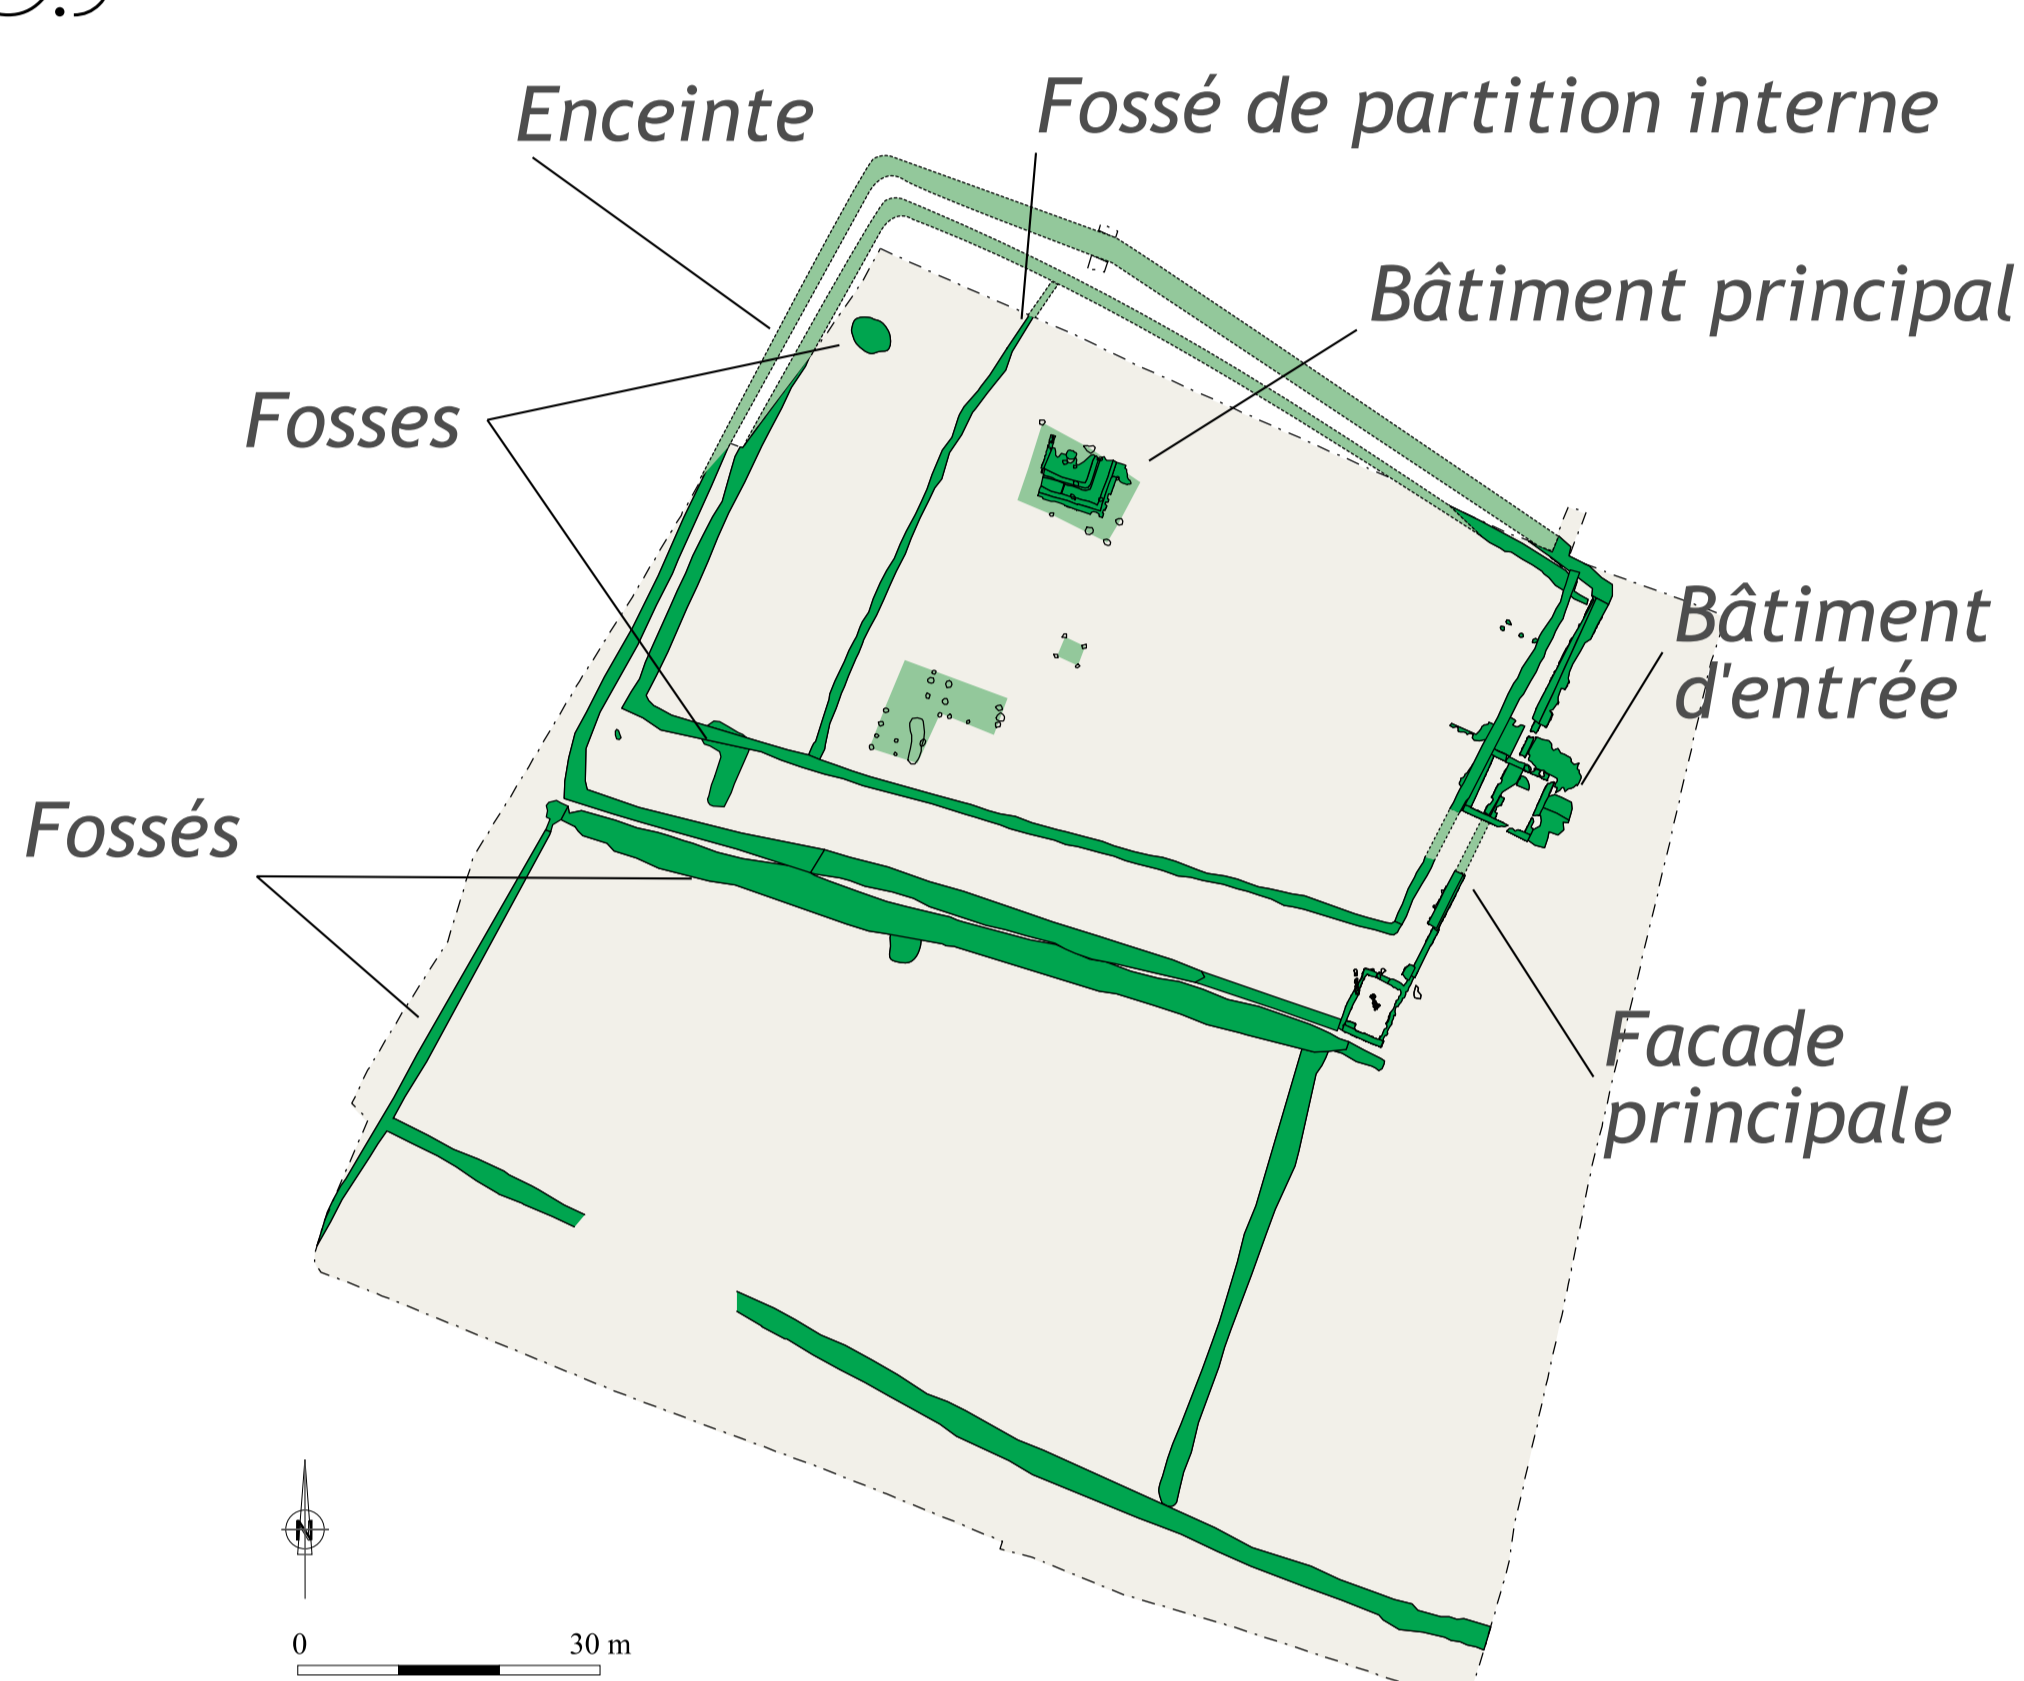 Enceinte
Fossé de partition interne
Bâtiment principal
Fosses
Bâtiment
d'entrée
Fossés
Facade
principale
N
0 30 m